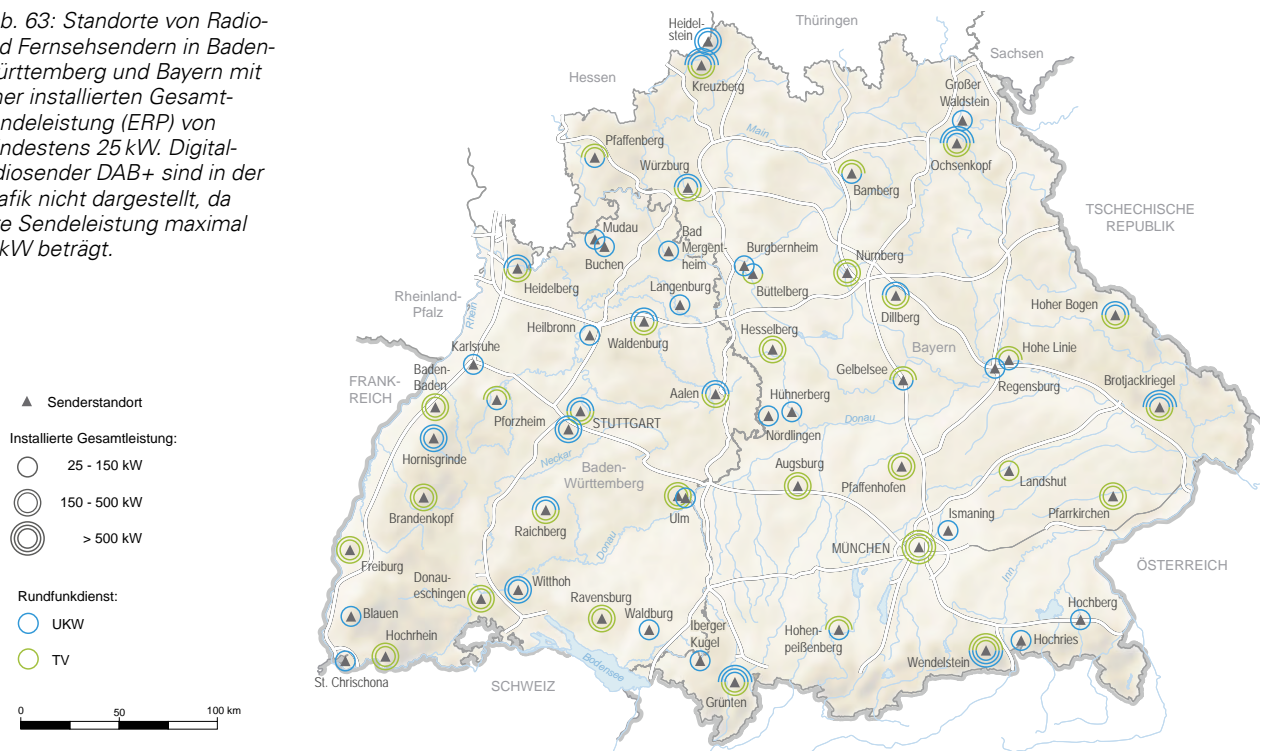 b. 63: Standorte von Radio-
d Fernsehsendern in Baden-
ürttemberg und Bayern mit
ner installierten Gesamt-
ndeleistung (ERP) von
ndestens 25 kW. Digital-
diosender DAB+ sind in der
afik nicht dargestellt, da
e Sendeleistung maximal
kW beträgt.
Senderstandort
Installierte Gesamtleistung:
25 - 150 kW
150 - 500 kW
> 500 kW
Rundfunkdienst:
UKW
TV
0 50 100 km
Heidel-
stein
Thüringen
Sachsen
Hessen
Kreuzberg
Großer
Waldstein
Main
Pfaffenberg
Würzburg
Ochsenkopf
Bamberg
TSCHECHISCHE
REPUBLIK
Mudau
Buchen
Bad
Mergent-
heim
Burgbernheim
Büttelberg
Nürnberg
Heidelberg
Langenburg
Dillberg
Rheinland-
Pfalz
Rhein
Hoher Bogen
Heilbronn
Waldenburg
Hesselberg
Karlsruhe
Bayern
Hohe Linie
Baden-
Baden
FRANK-
REICH
Gelbelsee
Regensburg
Brotjacklriegel
Aalen
Hühnerberg
Pforzheim
STUTTGART
Nördlingen
Donau
Hornisgrinde
Neckar
Baden-
Württemberg
Augsburg
Pfaffenhofen
Landshut
Brandenkopf
Raichberg
Ulm
Ismaning
Pfarrkirchen
Donau
MÜNCHEN
Freiburg
ÖSTERREICH
Donau-
eschingen
Witthoh
Ravensburg
Inn
Blauen
Waldburg
Iberger
Kugel
Hohen-
peißenberg
Hochberg
Hochrhein
Hochries
Wendelstein
Bodensee
St. Chrischona
SCHWEIZ
Grünten